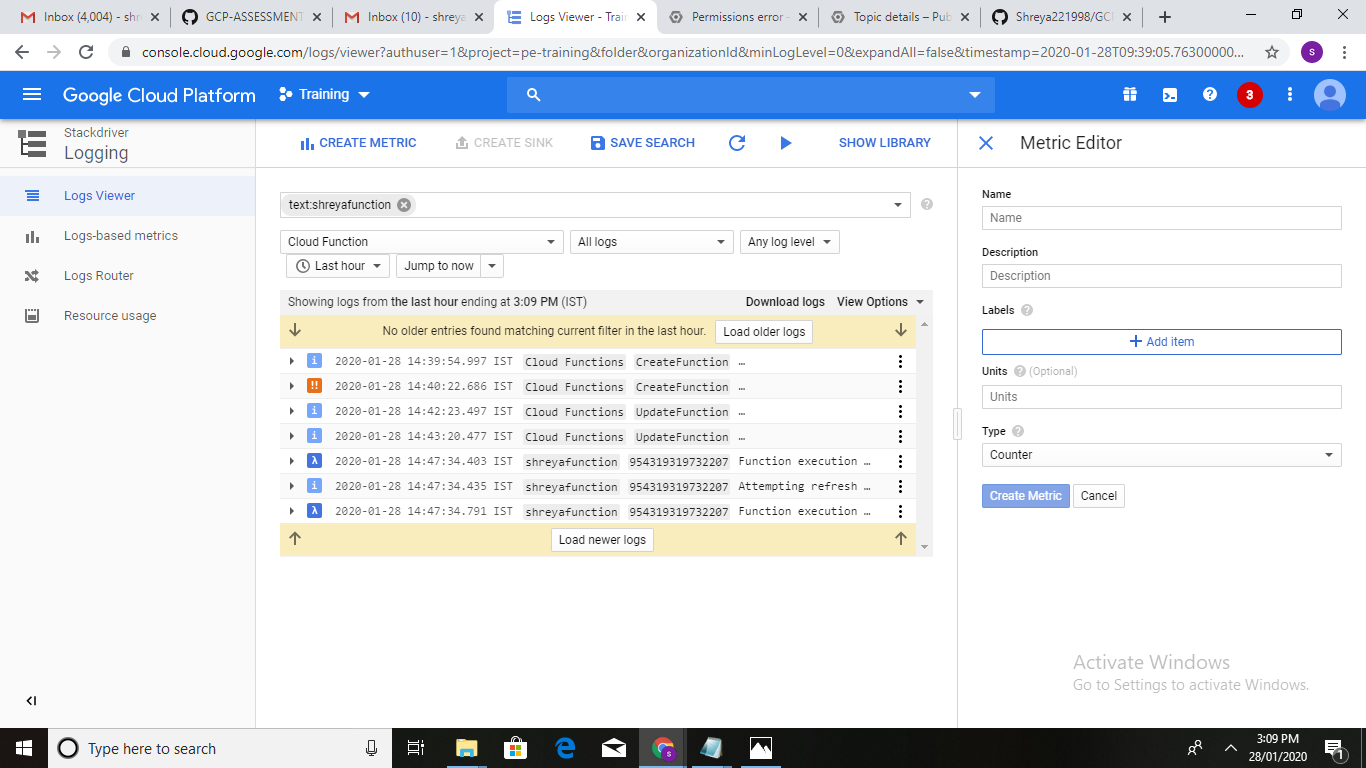 Inbox (4,004) - shr
GCP-ASSESSMENT
Inbox (10) - shreya
Logs Viewer - Trai
Permissions error -
Topic details – Pub
Shreya221998/GCP
console.cloud.google.com/logs/viewer?authuser=1&project=pe-training&folder&organizationId&minLogLevel=0&expandAll=false&timestamp=2020-01-28T09:39:05.76300000...
s
Google Cloud Platform
Training
3
Stackdriver
Logging
CREATE METRIC
CREATE SINK
SAVE SEARCH
SHOW LIBRARY
Metric Editor
Logs Viewer
Logs-based metrics
Logs Router
Resource usage
text:shreyafunction
Cloud Function
All logs
Any log level
Last hour
Jump to now
Showing logs from the last hour ending at 3:09 PM (IST)
Download logs
View Options
No older entries found matching current filter in the last hour.
Load older logs
i 2020-01-28 14:39:54.997 IST Cloud Functions CreateFunction …
!! 2020-01-28 14:40:22.686 IST Cloud Functions CreateFunction …
i 2020-01-28 14:42:23.497 IST Cloud Functions UpdateFunction …
i 2020-01-28 14:43:20.477 IST Cloud Functions UpdateFunction …
λ 2020-01-28 14:47:34.403 IST shreyafunction 954319319732207 Function execution …
i 2020-01-28 14:47:34.435 IST shreyafunction 954319319732207 Attempting refresh …
λ 2020-01-28 14:47:34.791 IST shreyafunction 954319319732207 Function execution …
Load newer logs
Name
Name
Description
Description
Labels
Add item
Units (Optional)
Units
Type
Counter
Create Metric
Cancel
Activate Windows
Go to Settings to activate Windows.
Type here to search
3:09 PM
28/01/2020
1